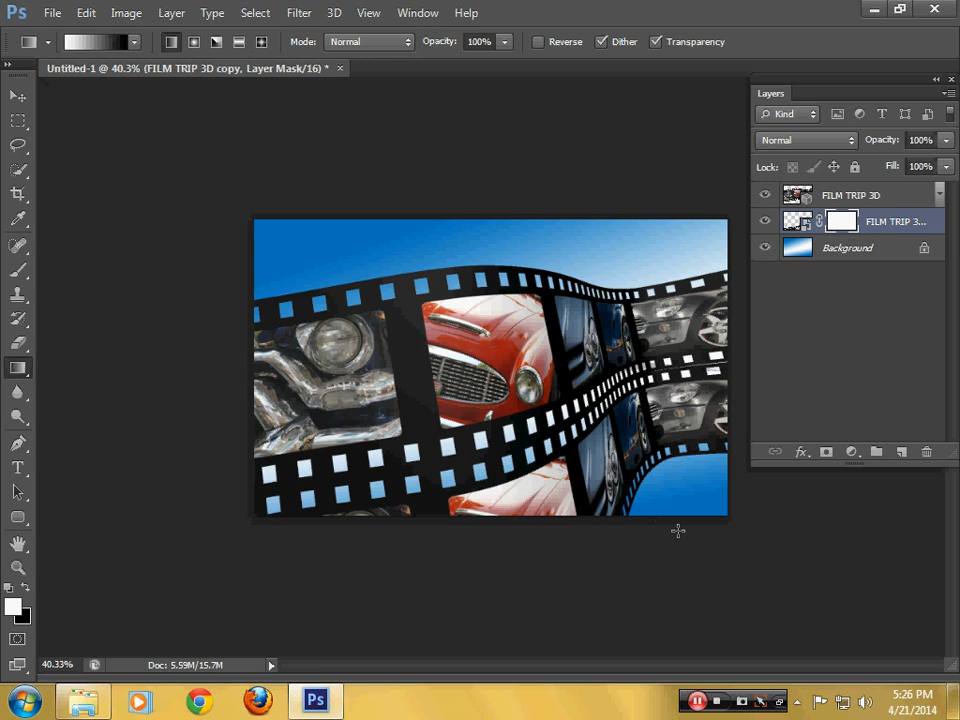 Ps File Edit Image Layer Type Select Filter 3D View Window Help
Mode: Normal Opacity: 100% Reverse Dither Transparency
Untitled-1 @ 40.3% (FILM TRIP 3D copy, Layer Mask/16) * ×
Layers
Kind
Normal Opacity: 100%
Lock: Fill: 100%
FILM TRIP 3D
FILM TRIP 3...
Background
fx
T
40.33% Doc: 5.59M/15.7M
Ps
5:26 PM
4/21/2014